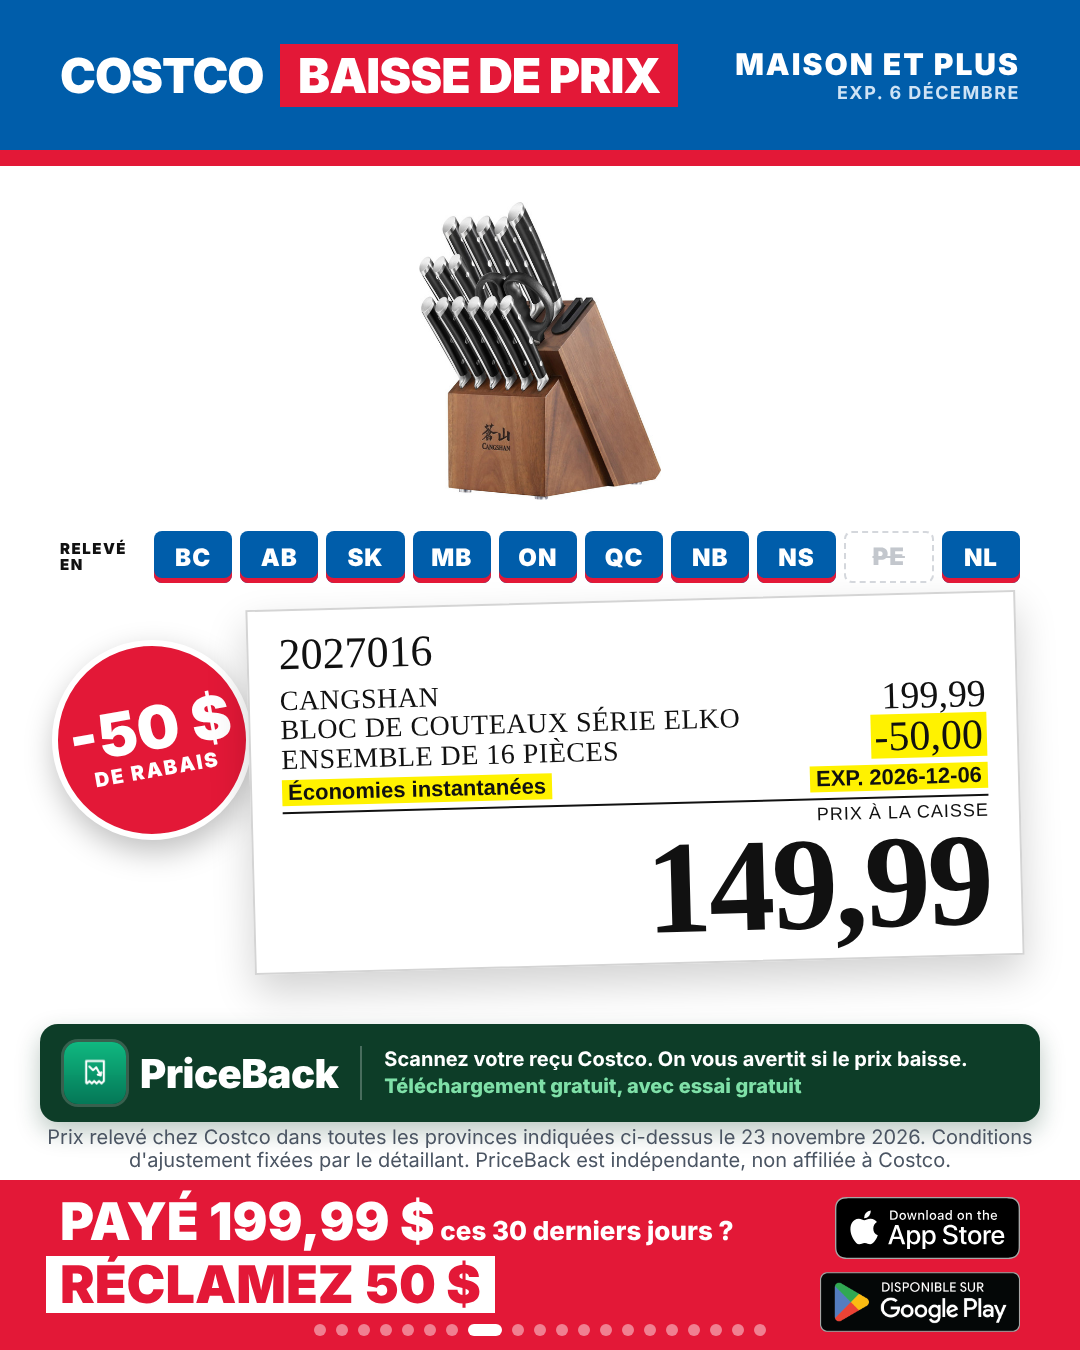 COSTCO BAISSE DE PRIX
MAISON ET PLUS
EXP. 6 DÉCEMBRE
蒼山
CANGSHAN
RELEVÉ EN
BC AB SK MB ON QC NB NS PE NL
-50 $
DE RABAIS
2027016
CANGSHAN
BLOC DE COUTEAUX SÉRIE ELKO
ENSEMBLE DE 16 PIÈCES
Économies instantanées
199,99
-50,00
EXP. 2026-12-06
PRIX À LA CAISSE
149,99
PriceBack
Scannez votre reçu Costco. On vous avertit si le prix baisse.
Téléchargement gratuit, avec essai gratuit
Prix relevé chez Costco dans toutes les provinces indiquées ci-dessus le 23 novembre 2026. Conditions
d'ajustement fixées par le détaillant. PriceBack est indépendante, non affiliée à Costco.
PAYÉ 199,99 $ ces 30 derniers jours ?
RÉCLAMEZ 50 $
Download on the
App Store
DISPONIBLE SUR
Google Play